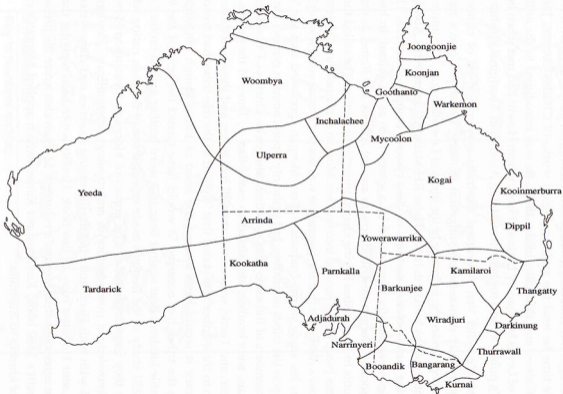 Joongoonjie
Koonjan
Woombya
Goothanto
Warkemon
Inchalachee
Mycoolon
Ulperra
Kogai
Yeeda
Kooinmerburra
Arrinda
Dippil
Yowerawarrika
Kookatha
Parnkalla
Kamilaroi
Tardarick
Barkunjee
Thangatty
Adjadurah
Wiradjuri
Darkinung
Narrinyeri
Thurrawall
Booandik
Bangarang
Kurnai